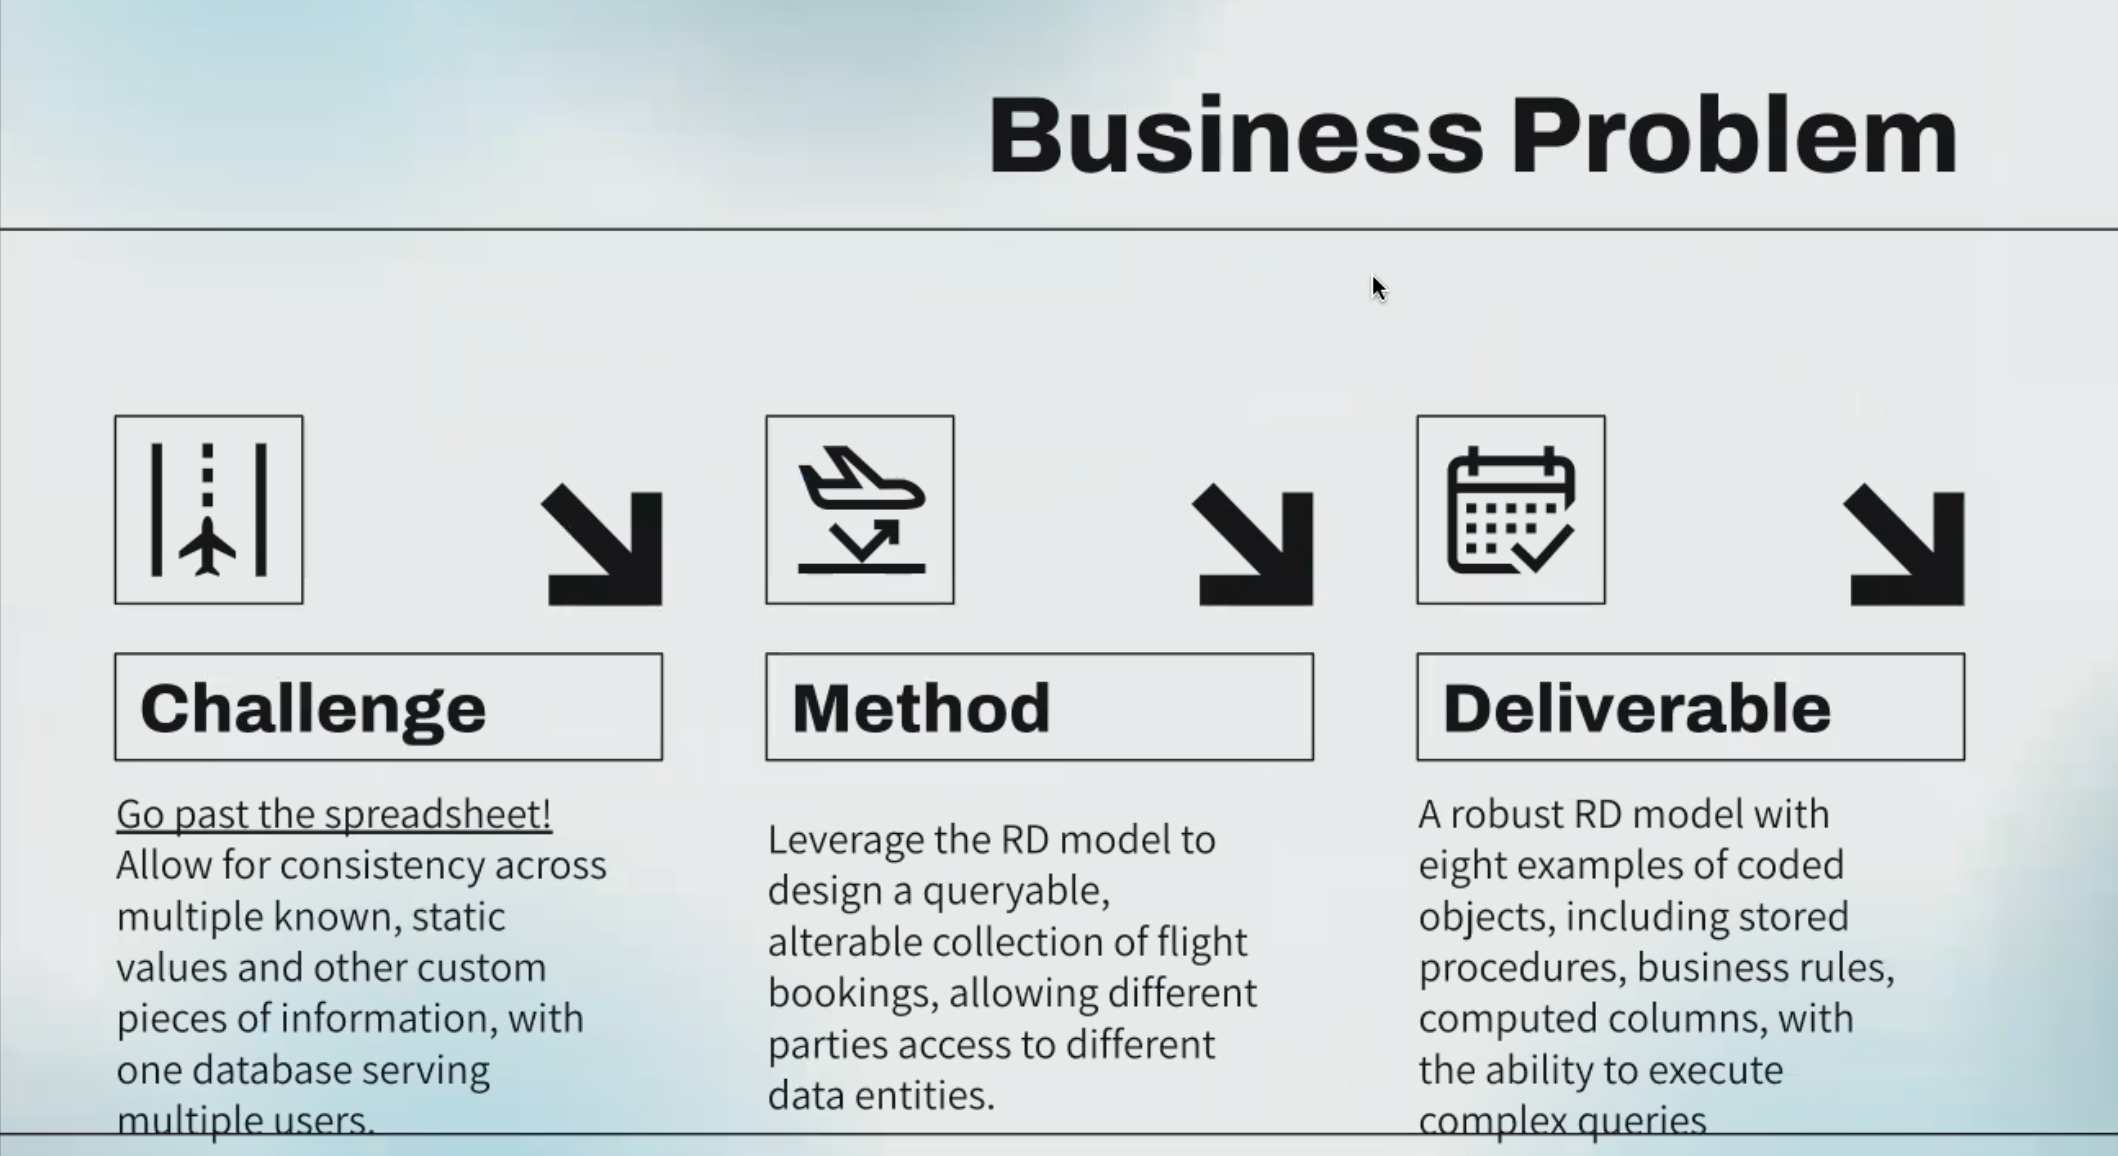 Business Problem
Challenge
Go past the spreadsheet!
Allow for consistency across
multiple known, static
values and other custom
pieces of information, with
one database serving
multiple users.
Method
Leverage the RD model to
design a queryable,
alterable collection of flight
bookings, allowing different
parties access to different
data entities.
Deliverable
A robust RD model with
eight examples of coded
objects, including stored
procedures, business rules,
computed columns, with
the ability to execute
complex queries